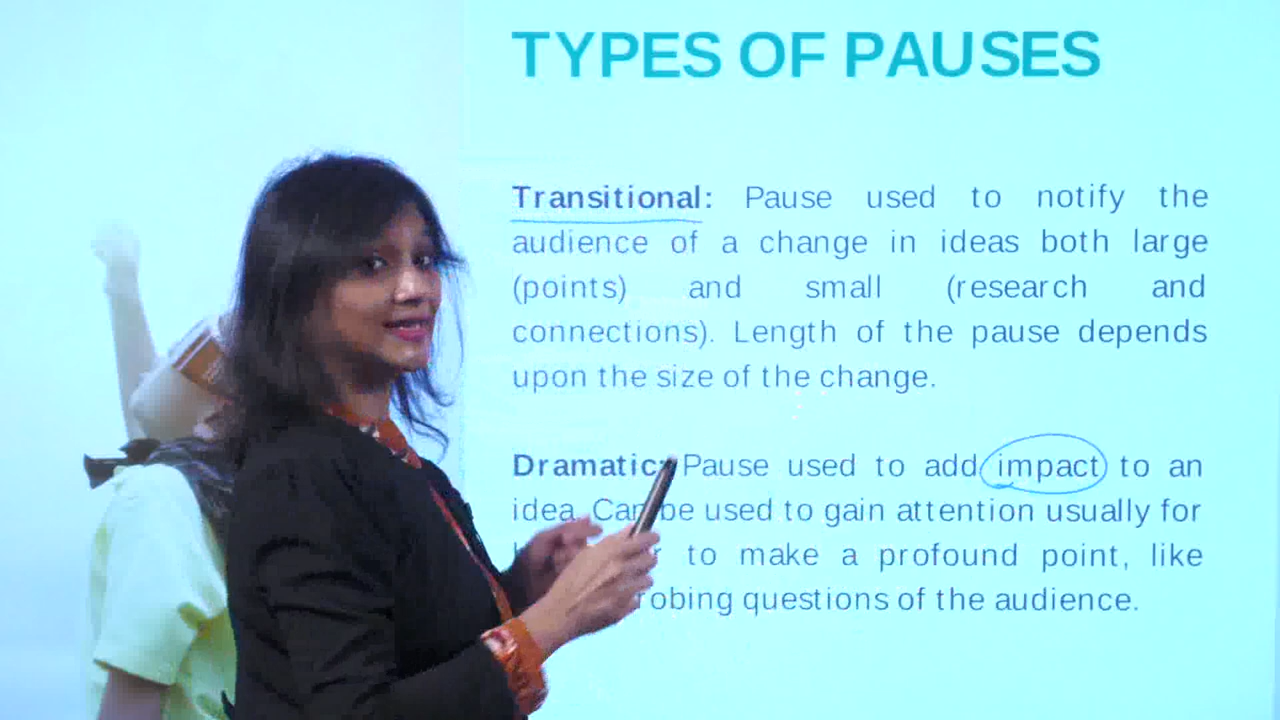 TYPES OF PAUSES
Transitional: Pause used to notify the
audience of a change in ideas both large
(points) and small (research and
connections). Length of the pause depends
upon the size of the change.
Dramatic: Pause used to add impact to an
idea. Can be used to gain attention usually for
to make a profound point, like
questions of the audience.